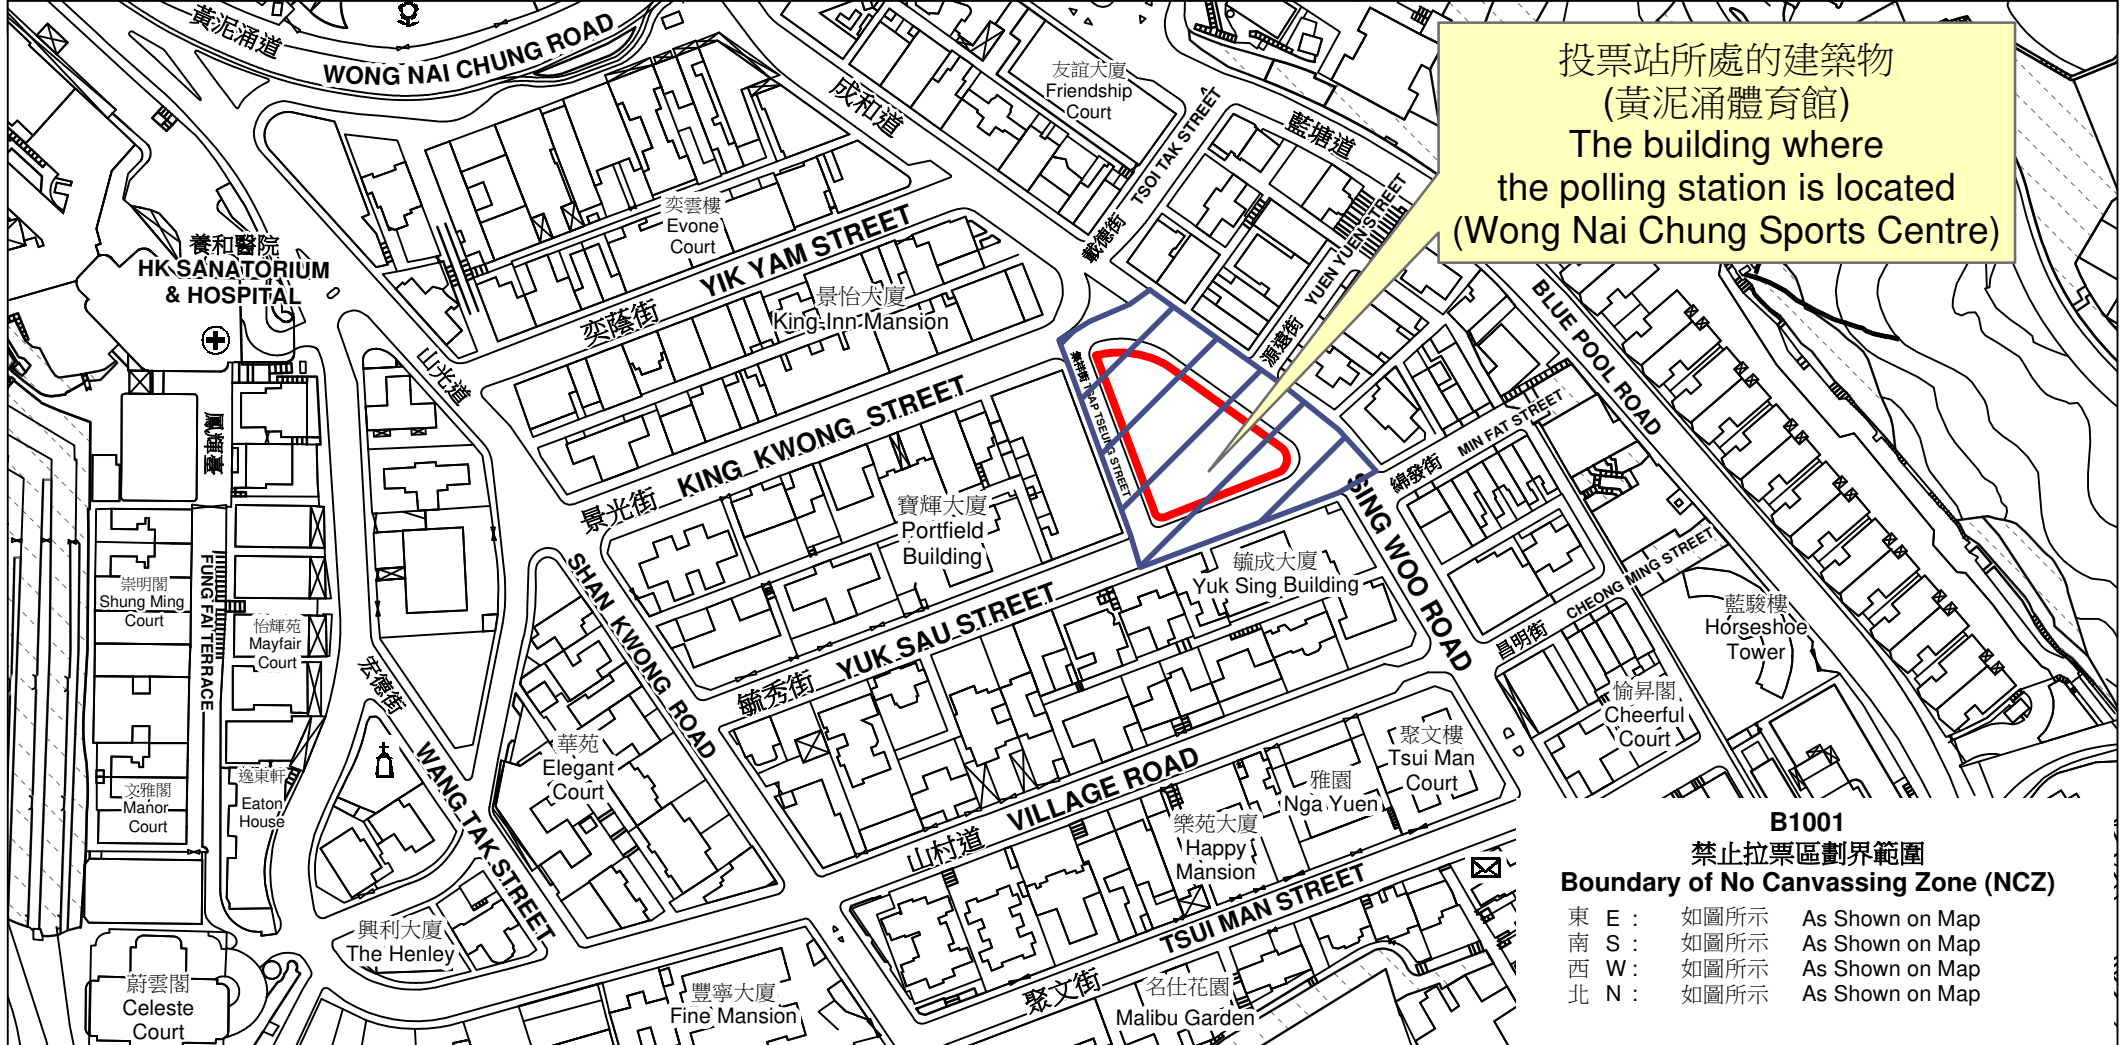 黃泥涌道
WONG NAI CHUNG ROAD
成和道
友誼大廈
Friendship
Court
TSOI TAK STREET
載德街
藍塘道
YUEN YUEN STREET
源遠街
投票站所處的建築物
(黃泥涌體育館)
The building where
the polling station is located
(Wong Nai Chung Sports Centre)
養和醫院
HK SANATORIUM
& HOSPITAL
奕雲樓
Evone
Court
YIK YAM STREET
奕蔭街
景怡大廈
King-Inn Mansion
山光道
KING KWONG STREET
景光街
集祥街 TSAP TSEUNG STREET
BLUE POOL ROAD
MIN FAT STREET
綿發街
SING WOO ROAD
鳳輝臺
FUNG FAI TERRACE
崇明閣
Shung Ming
Court
怡輝苑
Mayfair
Court
寶輝大廈
Portfield
Building
SHAN KWONG ROAD
毓成大廈
Yuk Sing Building
YUK SAU STREET
毓秀街
CHEONG MING STREET
昌明街
藍駿樓
Horseshoe
Tower
愉昇閣
Cheerful
Court
宏德街
WANG TAK STREET
華苑
Elegant
Court
文雅閣
Manor
Court
逸東軒
Eaton
House
VILLAGE ROAD
山村道
聚文樓
Tsui Man
Court
雅園
Nga Yuen
樂苑大廈
Happy
Mansion
TSUI MAN STREET
聚文街
興利大廈
The Henley
蔚雲閣
Celeste
Court
豐寧大廈
Fine Mansion
名仕花園
Malibu Garden
B1001
禁止拉票區劃界範圍
Boundary of No Canvassing Zone (NCZ)
東 E : 如圖所示 As Shown on Map
南 S : 如圖所示 As Shown on Map
西 W : 如圖所示 As Shown on Map
北 N : 如圖所示 As Shown on Map